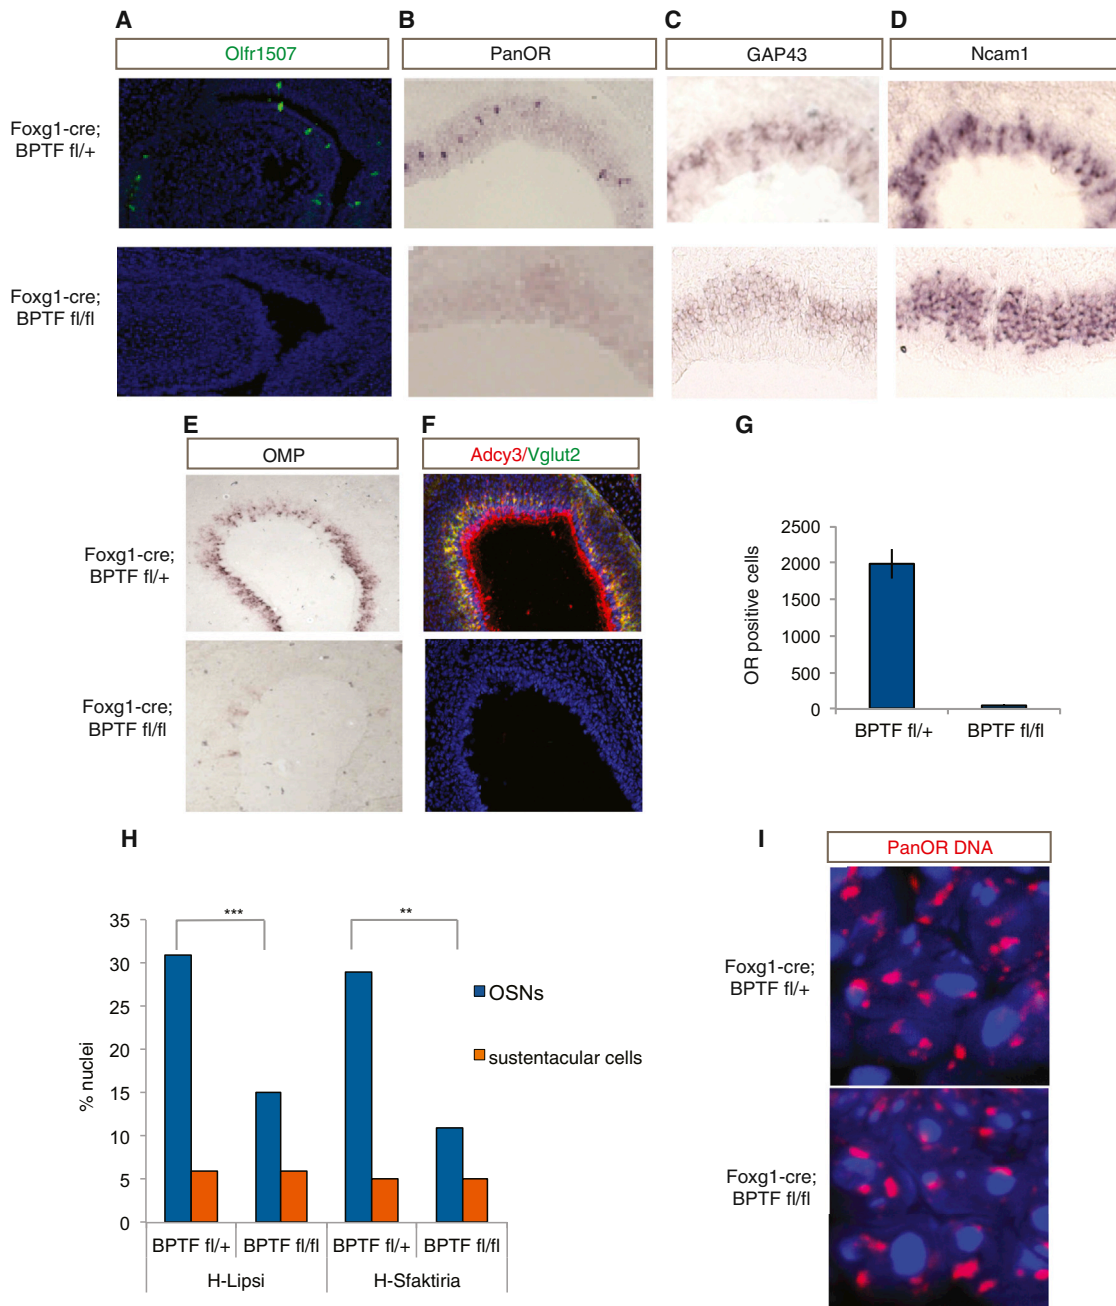 A
B
C
D
Olfr1507
PanOR
GAP43
Ncam1
Foxg1-cre;
BPTF fl/+
Foxg1-cre;
BPTF fl/fl
E
F
G
OMP
Adcy3/Vglut2
Foxg1-cre;
BPTF fl/+
Foxg1-cre;
BPTF fl/fl
OR positive cells
2500
2000
1500
1000
500
0
BPTF fl/+
BPTF fl/fl
H
% nuclei
35
30
25
20
15
10
5
0
***
**
OSNs
sustentacular cells
BPTF fl/+
BPTF fl/fl
BPTF fl/+
BPTF fl/fl
H-Lipsi
H-Sfaktiria
I
PanOR DNA
Foxg1-cre;
BPTF fl/+
Foxg1-cre;
BPTF fl/fl